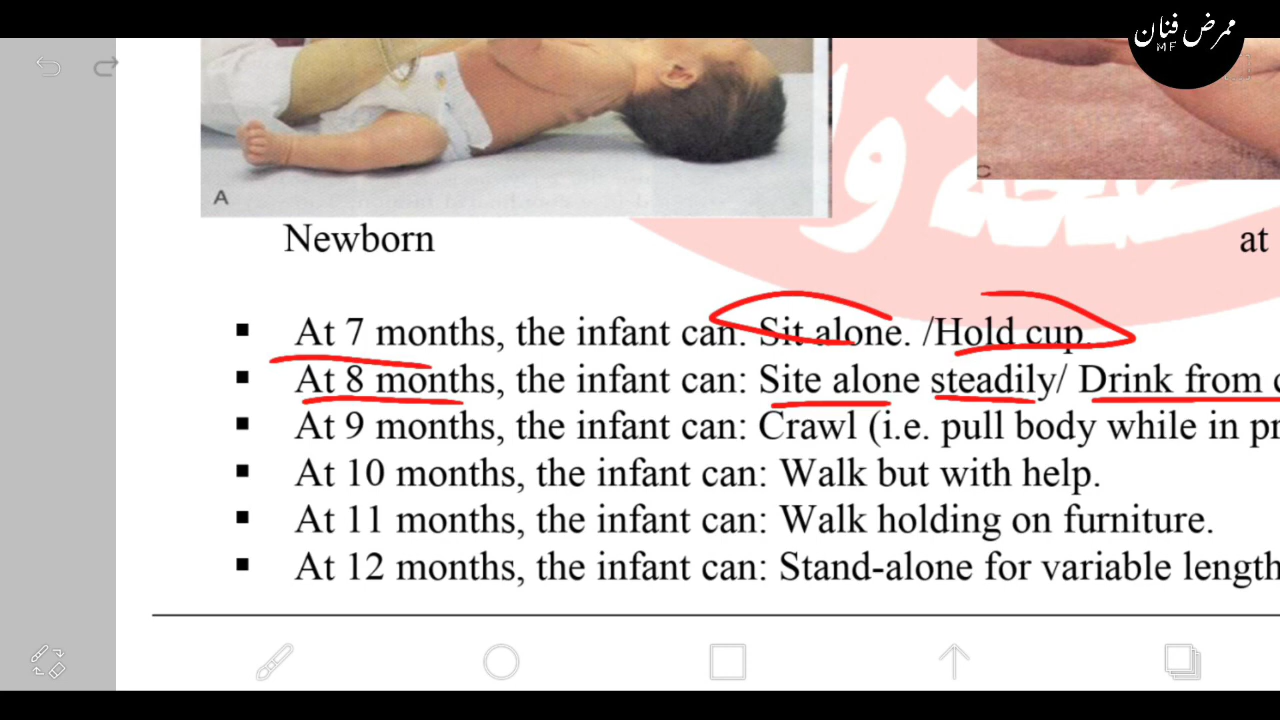 ممرض فنان
MF
A
C
Newborn
at
▪ At 7 months, the infant can: Sit alone. /Hold cup.
▪ At 8 months, the infant can: Site alone steadily/ Drink from c
▪ At 9 months, the infant can: Crawl (i.e. pull body while in pr
▪ At 10 months, the infant can: Walk but with help.
▪ At 11 months, the infant can: Walk holding on furniture.
▪ At 12 months, the infant can: Stand-alone for variable length